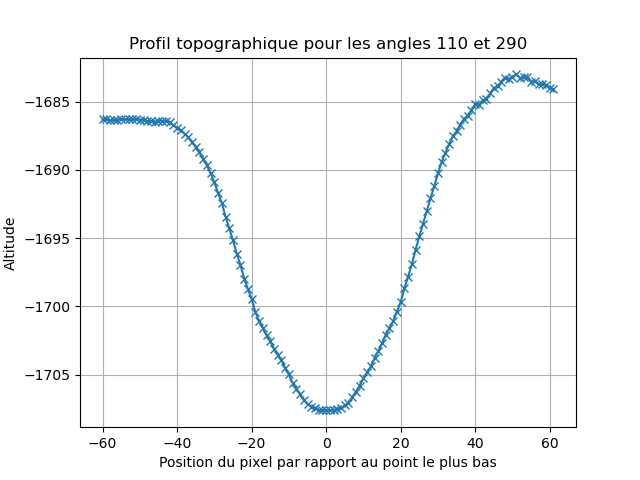 Profil topographique pour les angles 110 et 290
Altitude
−1685
−1690
−1695
−1700
−1705
−60 −40 −20 0 20 40 60
Position du pixel par rapport au point le plus bas